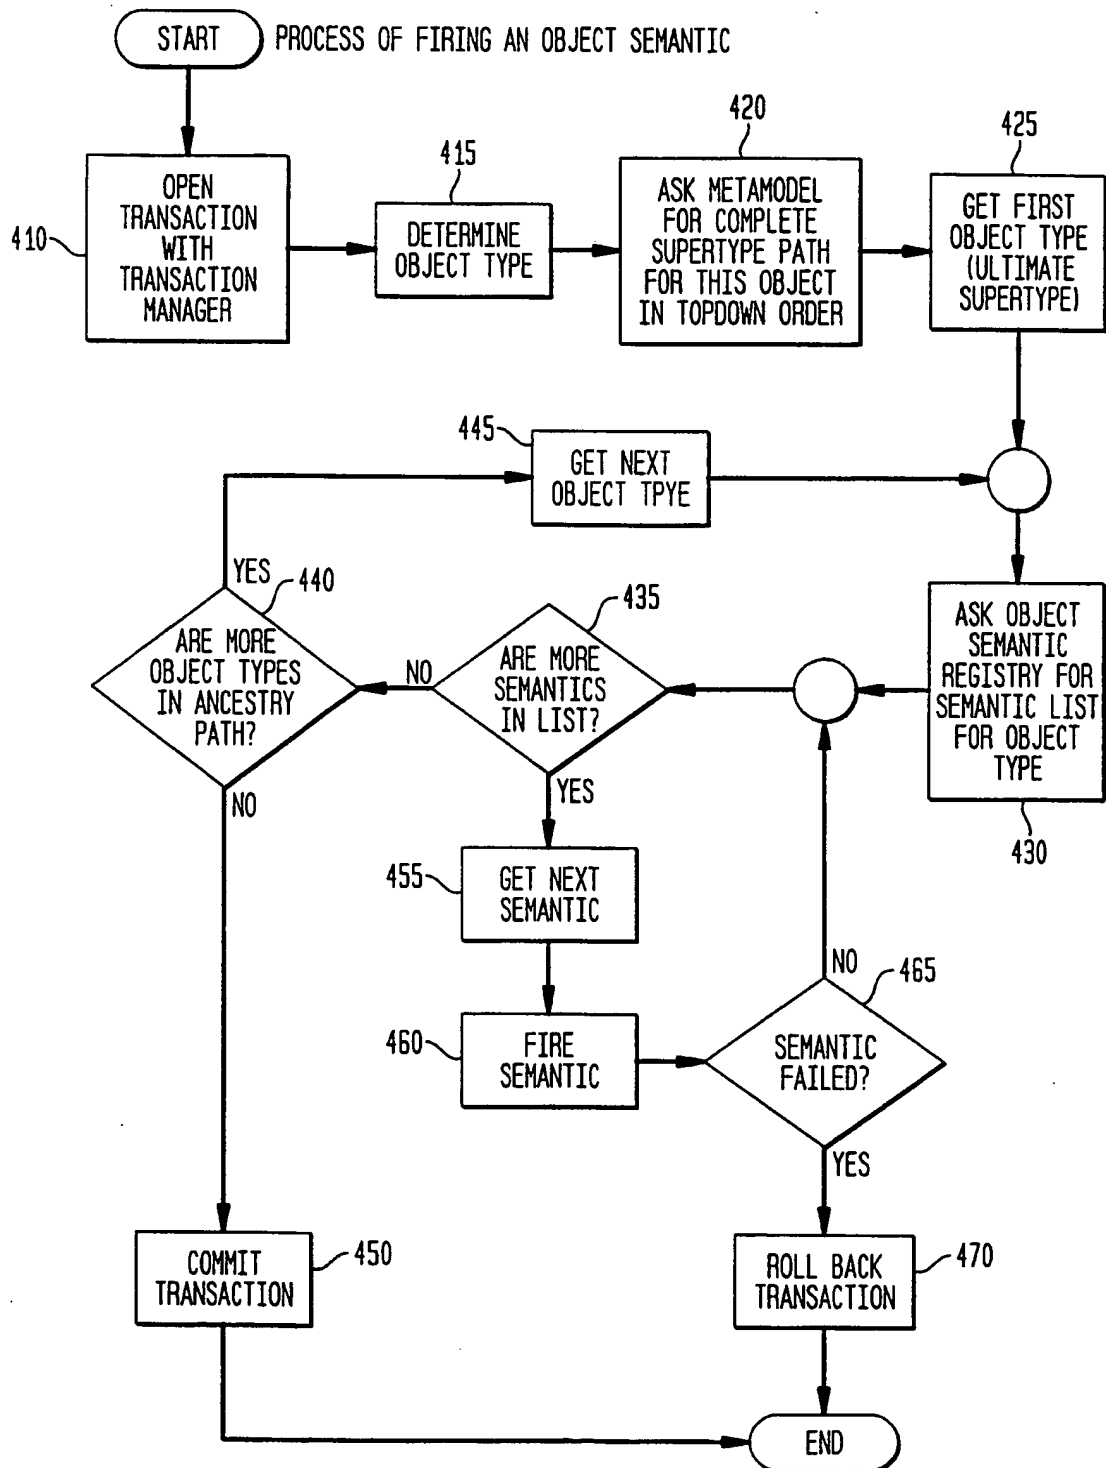 START
PROCESS OF FIRING AN OBJECT SEMANTIC
410
OPEN
TRANSACTION
WITH
TRANSACTION
MANAGER
415
DETERMINE
OBJECT TYPE
420
ASK METAMODEL
FOR COMPLETE
SUPERTYPE PATH
FOR THIS OBJECT
IN TOPDOWN ORDER
425
GET FIRST
OBJECT TYPE
(ULTIMATE
SUPERTYPE)
445
GET NEXT
OBJECT TPYE
YES
440
ARE MORE
OBJECT TYPES
IN ANCESTRY
PATH?
NO
NO
435
ARE MORE
SEMANTICS
IN LIST?
YES
ASK OBJECT
SEMANTIC
REGISTRY FOR
SEMANTIC LIST
FOR OBJECT
TYPE
430
455
GET NEXT
SEMANTIC
460
FIRE
SEMANTIC
NO
465
SEMANTIC
FAILED?
YES
COMMIT
TRANSACTION
450
ROLL BACK
TRANSACTION
470
END